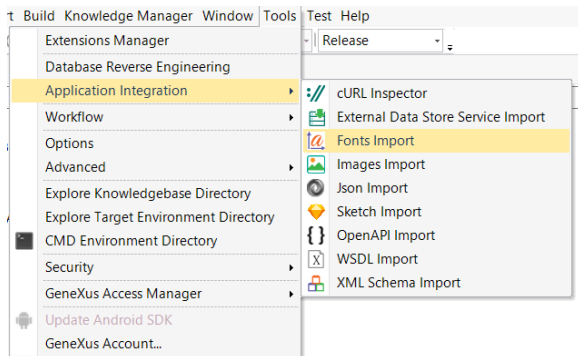 Build Knowledge Manager Window Tools Test Help
Release
Extensions Manager
Database Reverse Engineering
Application Integration
Workflow
Options
Advanced
Explore Knowledgebase Directory
Explore Target Environment Directory
CMD Environment Directory
Security
GeneXus Access Manager
Update Android SDK
GeneXus Account...
cURL Inspector
External Data Store Service Import
Fonts Import
Images Import
Json Import
Sketch Import
OpenAPI Import
WSDL Import
XML Schema Import